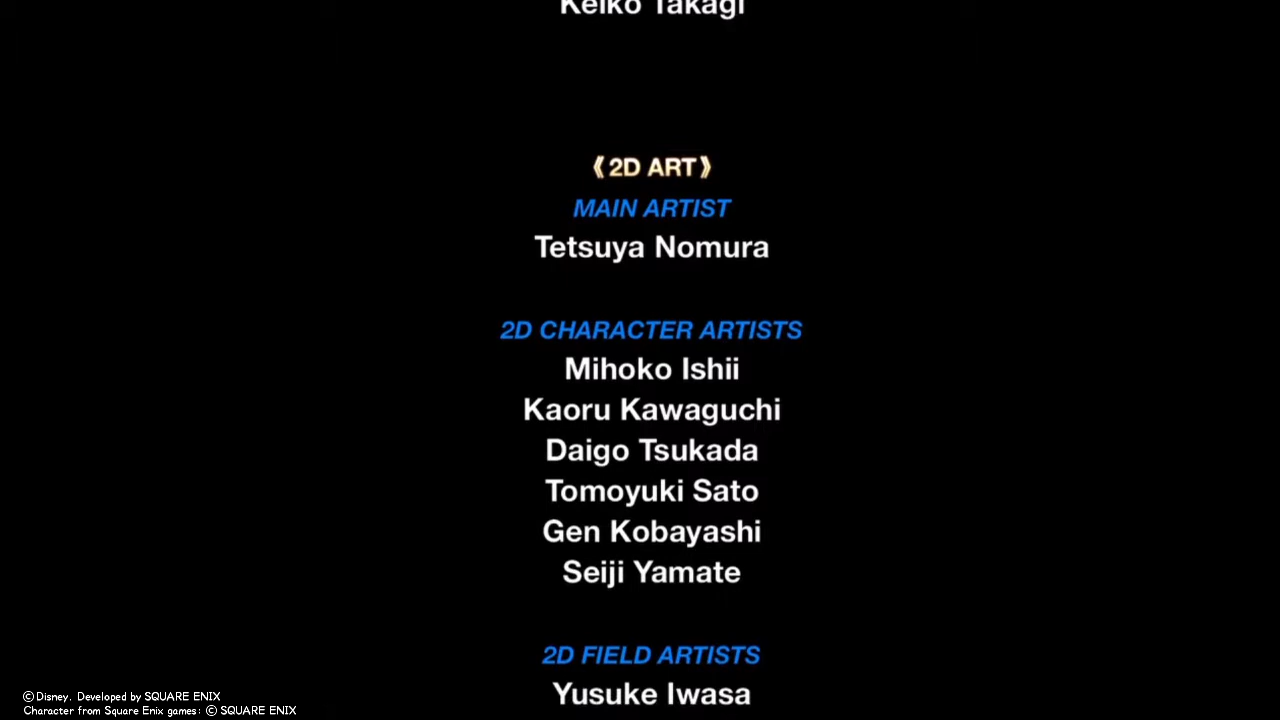 Keiko Takagi
《2D ART》
MAIN ARTIST
Tetsuya Nomura
2D CHARACTER ARTISTS
Mihoko Ishii
Kaoru Kawaguchi
Daigo Tsukada
Tomoyuki Sato
Gen Kobayashi
Seiji Yamate
2D FIELD ARTISTS
Yusuke Iwasa
© Disney. Developed by SQUARE ENIX
Character from Square Enix games: © SQUARE ENIX